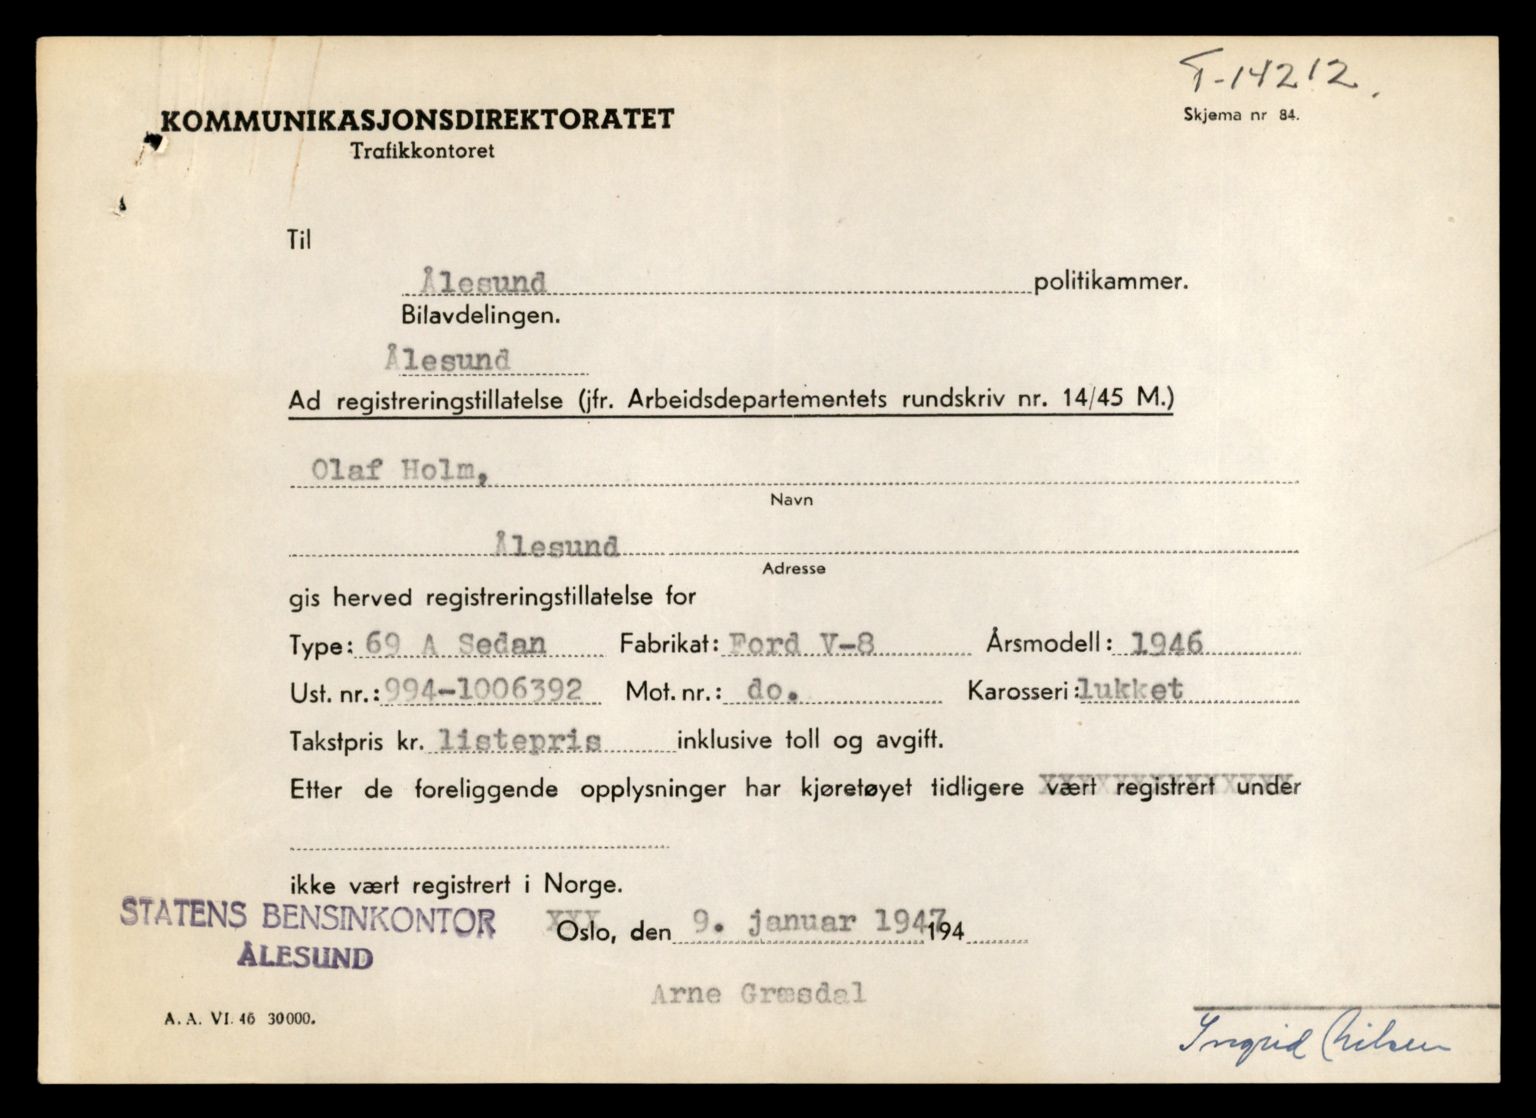 T-14212.
KOMMUNIKASJONSDIREKTORATET
Skjema nr 84.
Trafikkontoret
Til
Ålesund politikammer.
Bilavdelingen.
Ålesund
Ad registreringstillatelse (jfr. Arbeidsdepartementets rundskriv nr. 14/45 M.)
Olaf Holm,
Navn
Ålesund
Adresse
gis herved registreringstillatelse for
Type: 69 A Sedan Fabrikat: Ford V-8 Årsmodell: 1946
Ust. nr.: 994-1006392 Mot. nr.: do. Karosseri: lukket
Takstpris kr. listepris inklusive toll og avgift.
Etter de foreliggende opplysninger har kjøretøyet tidligere vært registrert under
ikke vært registrert i Norge.
STATENS BENSINKONTOR
ÅLESUND
Oslo, den 9. januar 1947 194
Arne Græsdal
A. A. VI. 46 30000.
Ingrid Nilsen